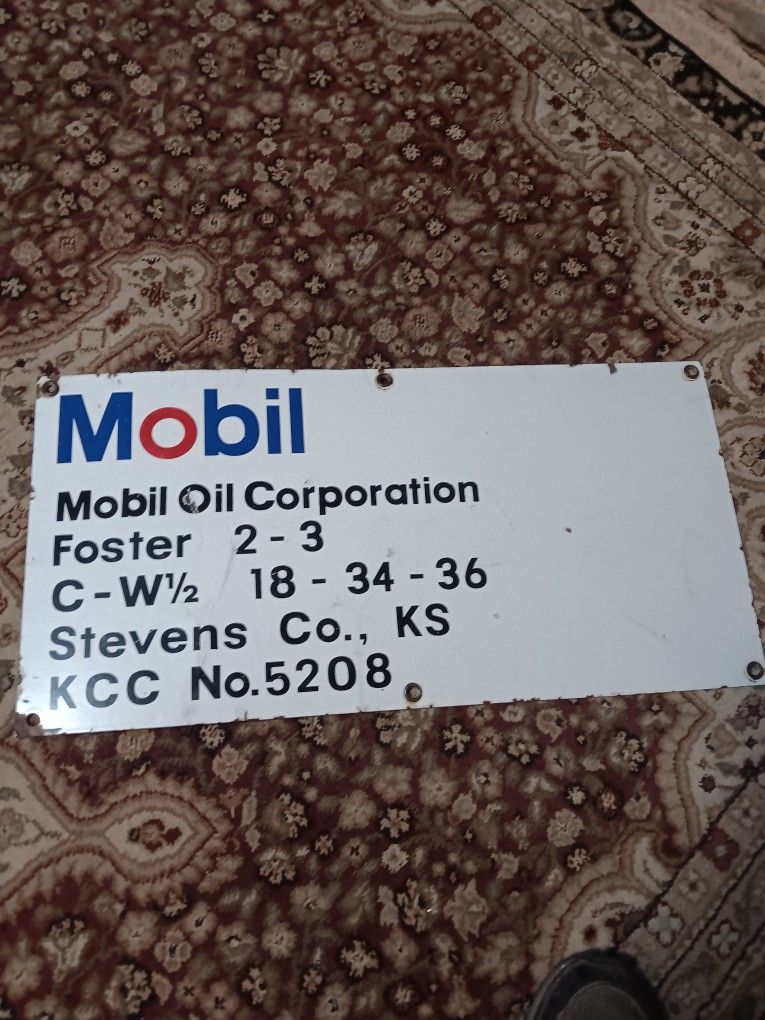 Mobil
Mobil Oil Corporation
Foster 2 - 3
C - W½ 18 - 34 - 36
Stevens Co., KS
KCC No.5208